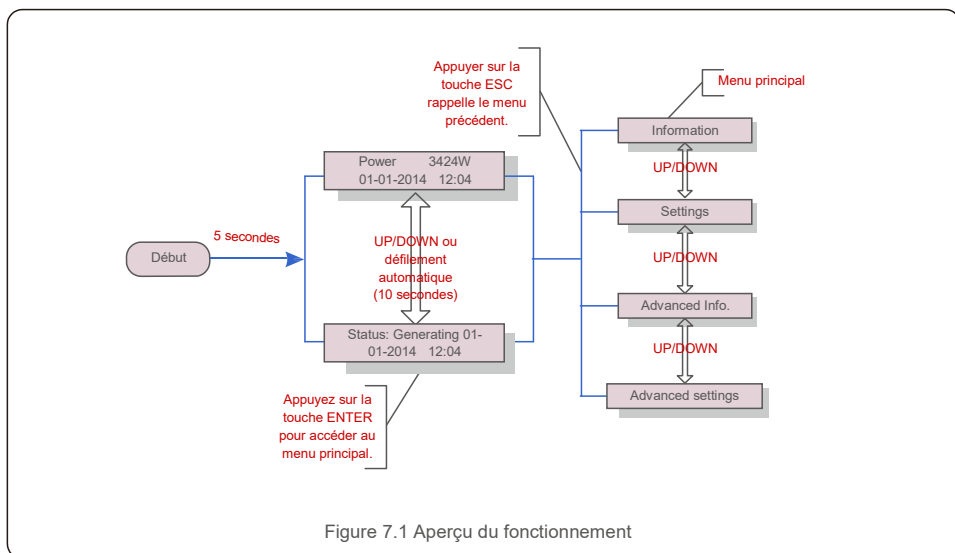 Appuyer sur la
touche ESC
rappelle le menu
précédent.
Menu principal
Information
UP/DOWN
Settings
UP/DOWN
Advanced Info.
UP/DOWN
Advanced settings
Power 3424W
01-01-2014 12:04
5 secondes
Début
UP/DOWN ou
défilement
automatique
(10 secondes)
Status: Generating 01-
01-2014 12:04
Appuyez sur la
touche ENTER
pour accéder au
menu principal.
Figure 7.1 Aperçu du fonctionnement